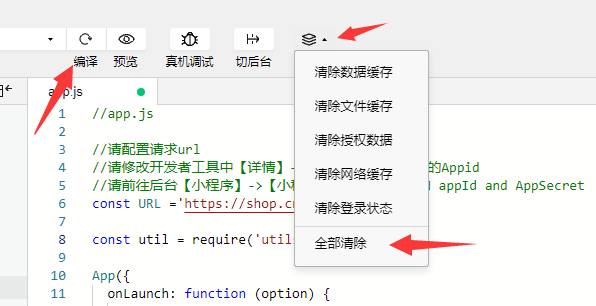 编译 预览 真机调试 切后台
app.js
清除数据缓存
清除文件缓存
清除授权数据
清除网络缓存
清除登录状态
全部清除
1 //app.js
2
3 //请配置请求url
4 //请修改开发者工具中【详情】- 的Appid
5 //请前往后台【小程序】->【小 appId and AppSecret
6 const URL ='https://shop.cr
7
8 const util = require('util
9
10 App({
11 onLaunch: function (option) {